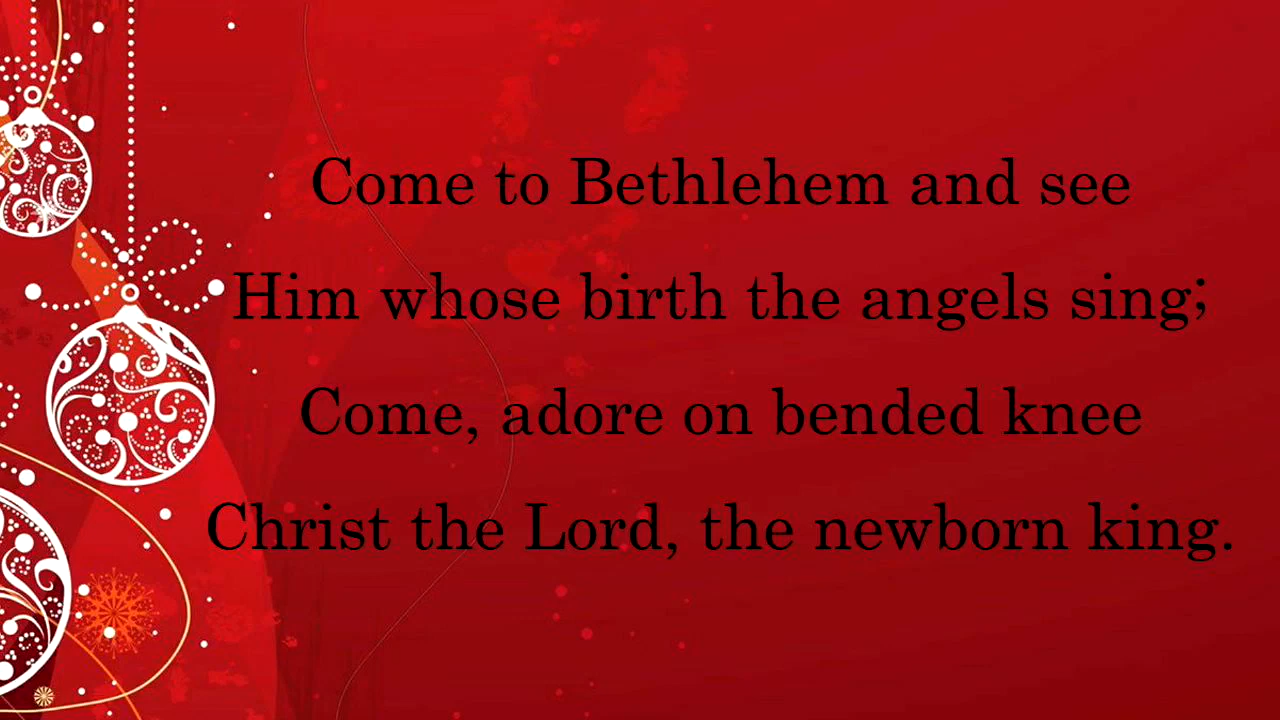 Come to Bethlehem and see
Him whose birth the angels sing;
Come, adore on bended knee
Christ the Lord, the newborn king.